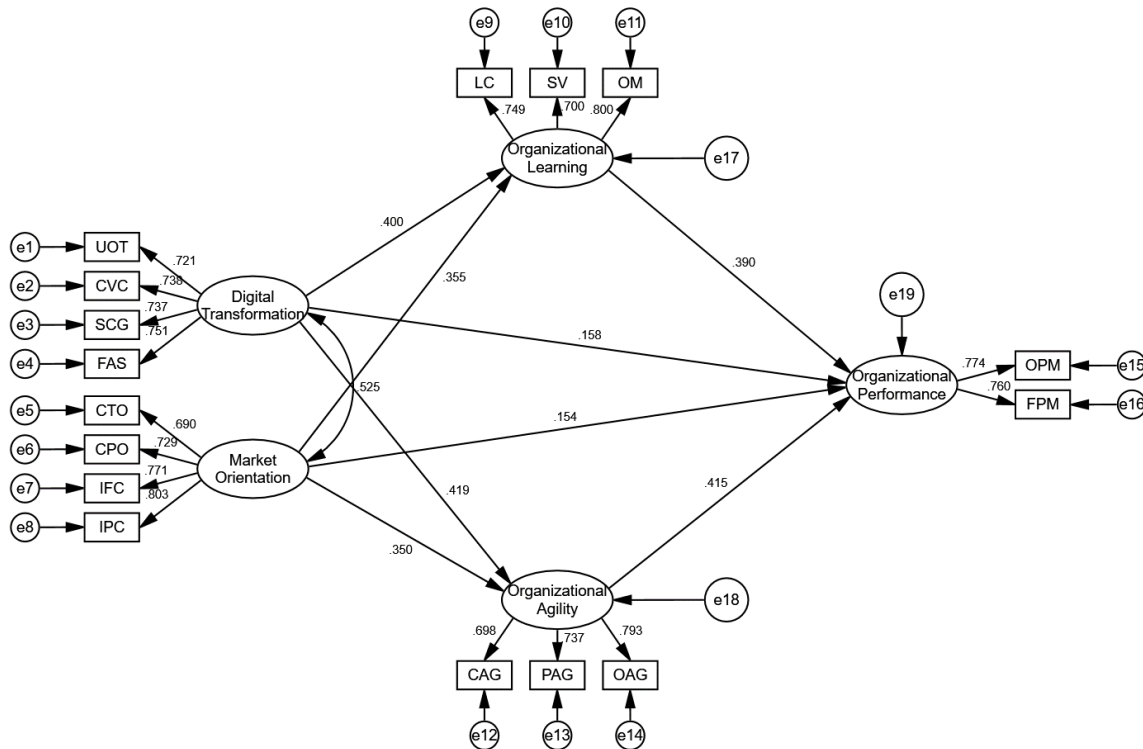 e9
e10
e11
LC
SV
OM
.749
.700
.800
Organizational
Learning
e17
.400
.355
.390
e1
UOT
.721
e2
CVC
.738
e3
SCG
.737
e4
FAS
.751
Digital
Transformation
.158
.525
e19
Organizational
Performance
.774
OPM
e15
.760
FPM
e16
e5
CTO
.690
e6
CPO
.729
e7
IFC
.771
e8
IPC
.803
Market
Orientation
.154
.419
.415
.350
Organizational
Agility
e18
.698
.737
.793
CAG
PAG
OAG
e12
e13
e14